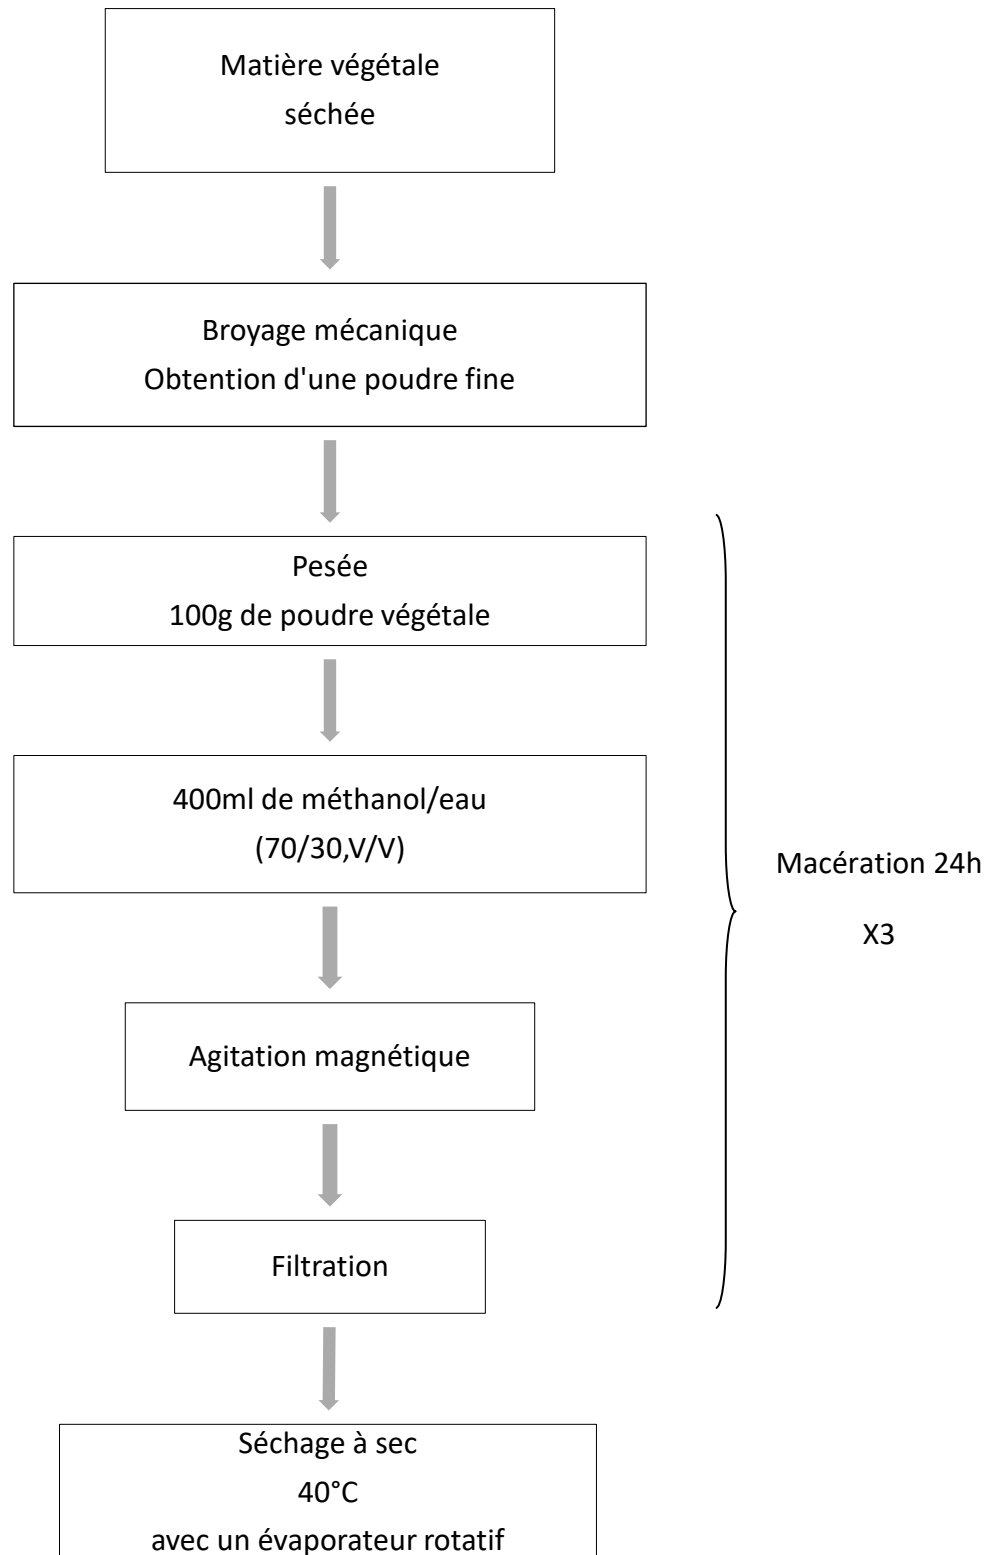 Matière végétale
séchée
Broyage mécanique
Obtention d'une poudre fine
Pesée
100g de poudre végétale
400ml de méthanol/eau
(70/30,V/V)
Agitation magnétique
Filtration
Macération 24h
X3
Séchage à sec
40°C
avec un évaporateur rotatif